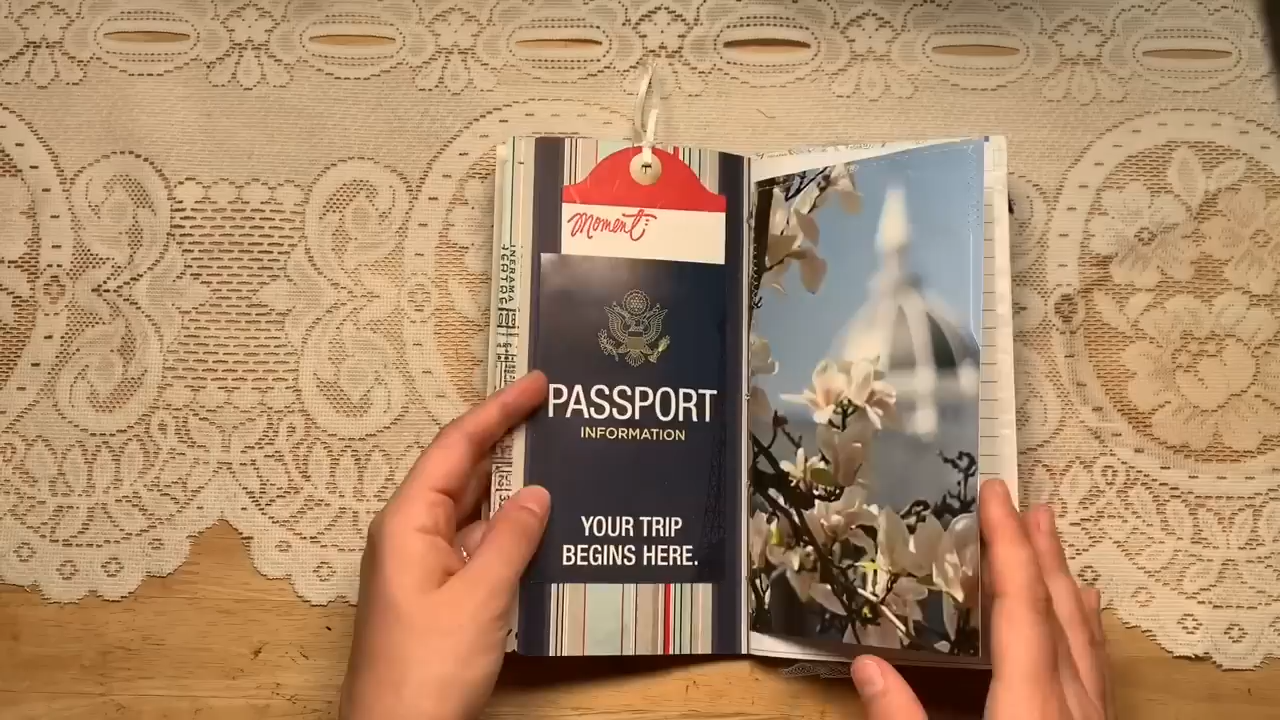 Moment:
PASSPORT
INFORMATION
YOUR TRIP
BEGINS HERE.